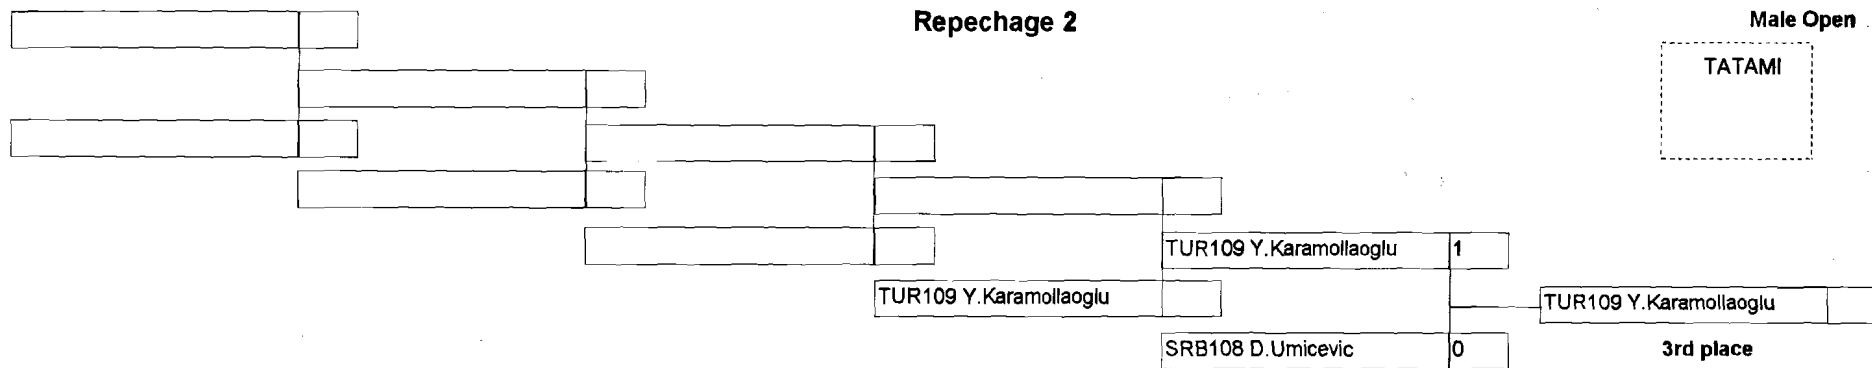 Repechage 2
Male Open
TATAMI
TUR109 Y.Karamollaoglu 1
TUR109 Y.Karamollaoglu
TUR109 Y.Karamollaoglu
SRB108 D.Umicevic 0
3rd place